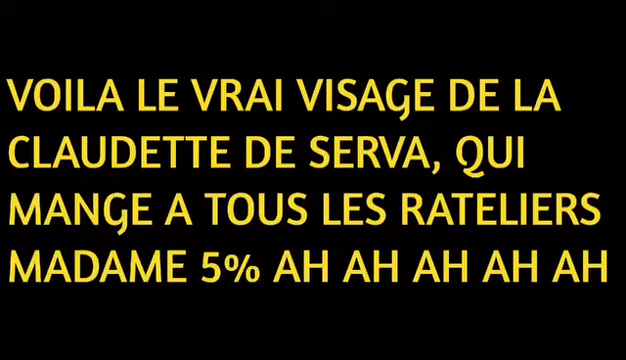 VOILA LE VRAI VISAGE DE LA
CLAUDETTE DE SERVA, QUI
MANGE A TOUS LES RATELIERS
MADAME 5% AH AH AH AH AH